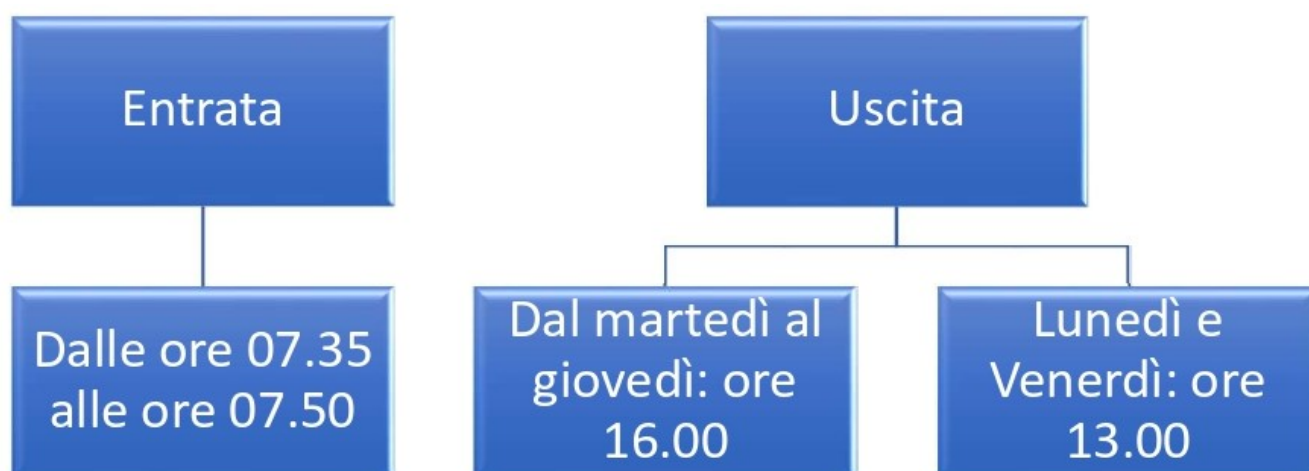 Entrata
Uscita
Dalle ore 07.35
alle ore 07.50
Dal martedì al
giovedì: ore
16.00
Lunedì e
Venerdì: ore
13.00